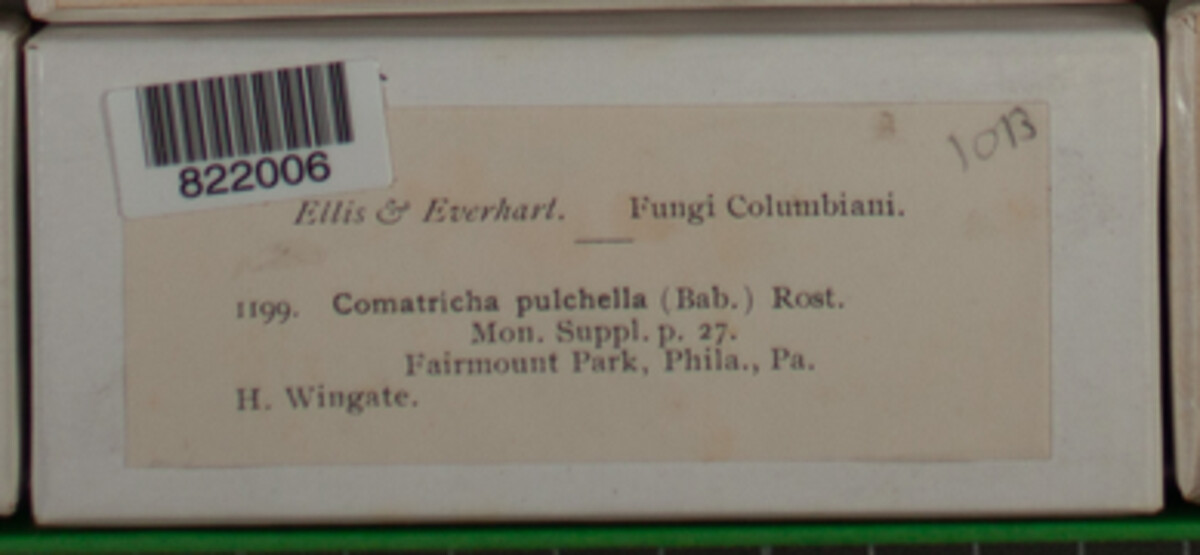 822006
1013
Ellis & Everhart. Fungi Columbiani.
1199. Comatricha pulchella (Bab.) Rost.
Mon. Suppl. p. 27.
Fairmount Park, Phila., Pa.
H. Wingate.